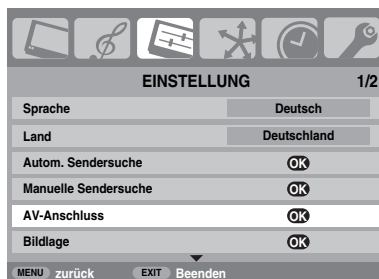 EINSTELLUNG 1/2
Sprache Deutsch
Land Deutschland
Autom. Sendersuche OK
Manuelle Sendersuche OK
AV-Anschluss OK
Bildlage OK
MENU zurück EXIT Beenden